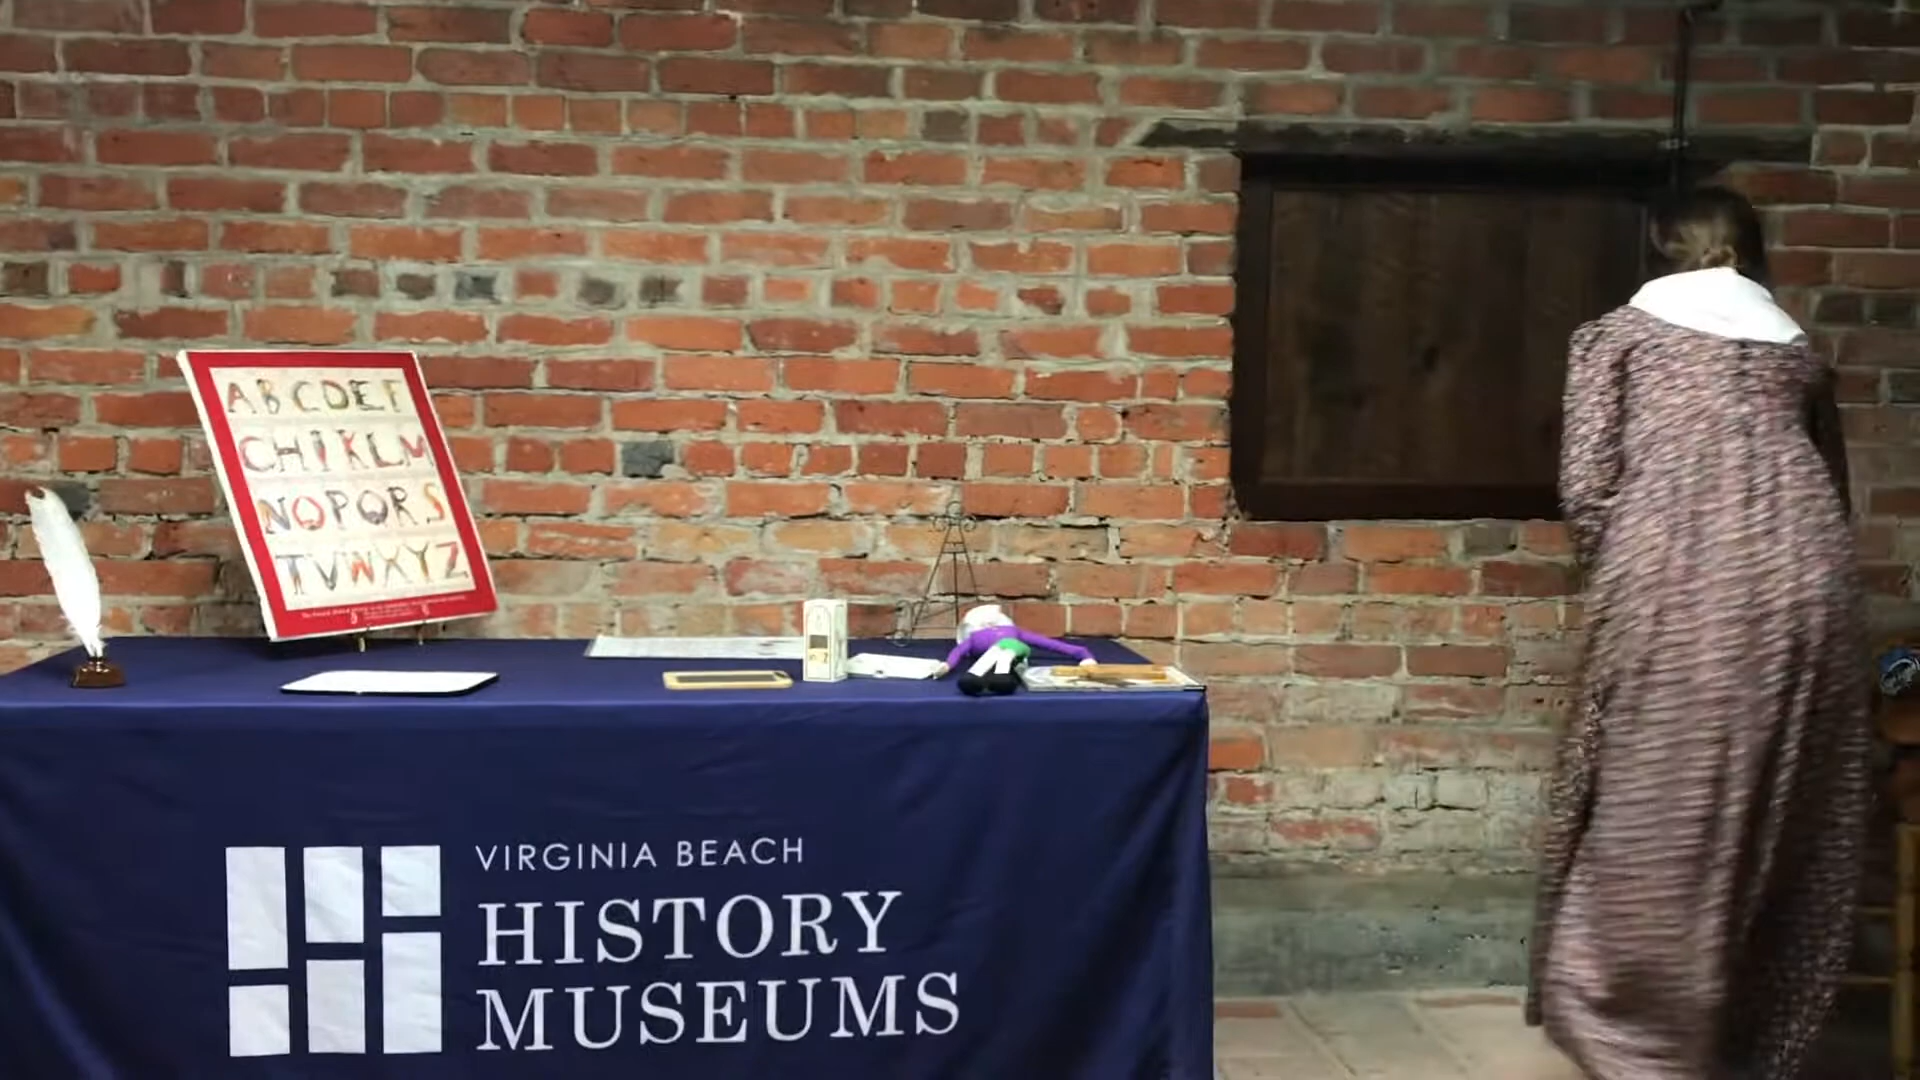 ABCDEF
GHIKLM
NOPQRS
TVWXYZ
VIRGINIA BEACH
HISTORY
MUSEUMS